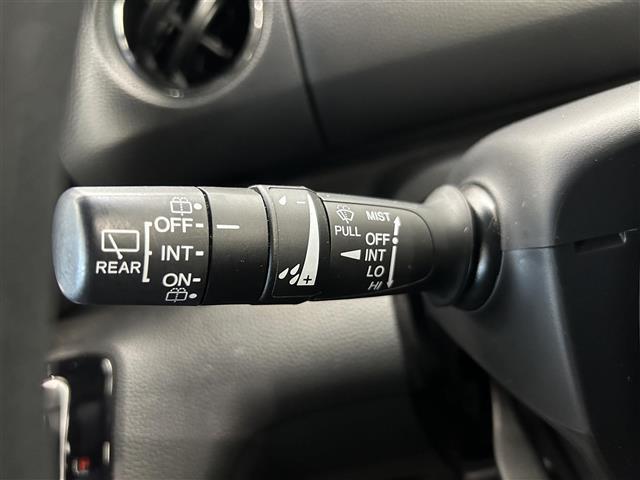 REAR
OFF
INT
ON
- 
+
PULL
MIST
OFF
INT
LO
HI